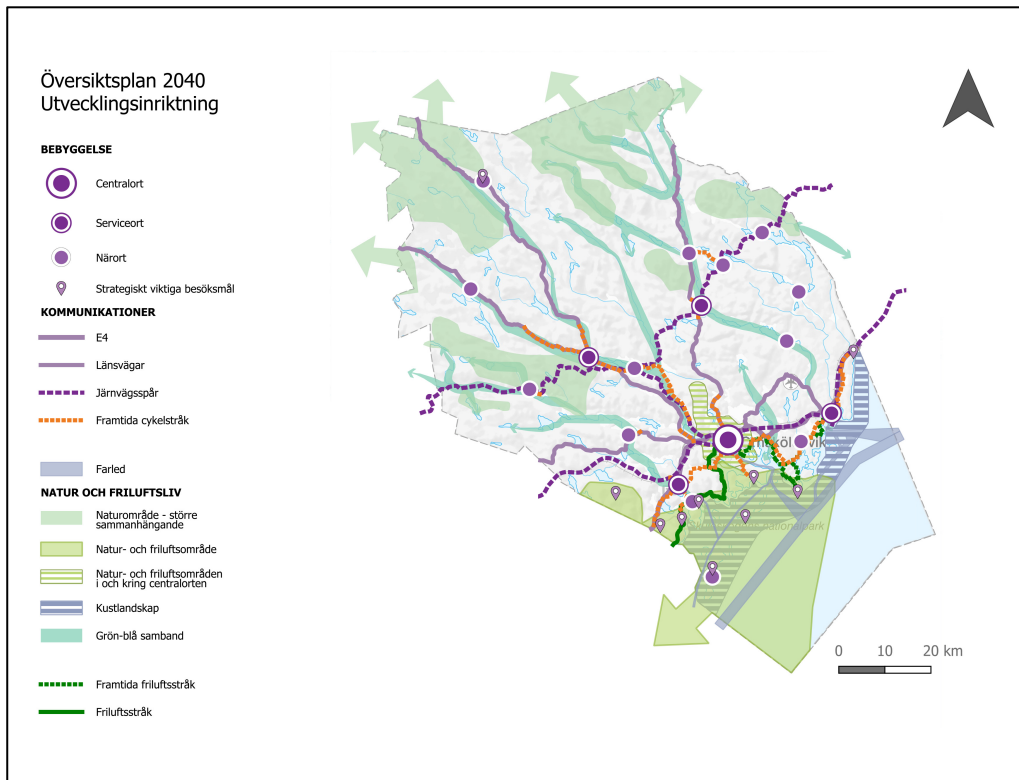 Översiktsplan 2040
Utvecklingsinriktning
BEBYGGELSE
Centralort
Serviceort
Närort
Strategiskt viktiga besöksmål
KOMMUNIKATIONER
E4
Länsvägar
Järnvägsspår
Framtida cykelstråk
Farled
NATUR OCH FRILUFTSLIV
Naturområde - större
sammanhängande
Natur- och friluftsområde
Natur- och friluftsområden
i och kring centralorten
Kustlandskap
Grön-blå samband
Framtida friluftsstråk
Friluftsstråk
0 10 20 km